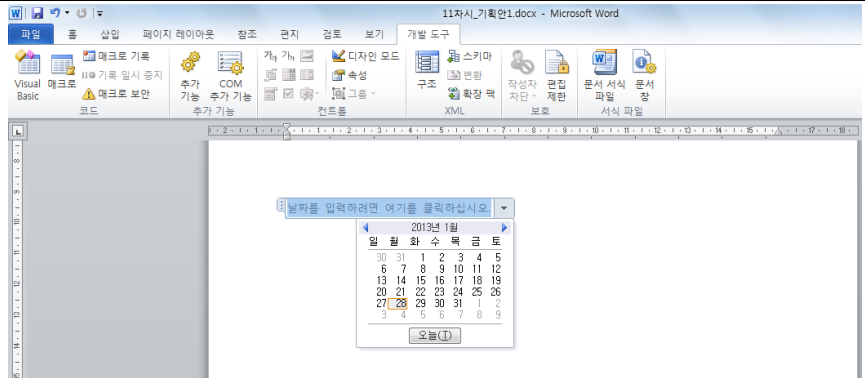 11차시_기획안1.docx - Microsoft Word
파일 홈 삽입 페이지 레이아웃 참조 편지 검토 보기 개발 도구
Visual Basic
매크로
매크로 기록
기록 일시 중지
매크로 보안
코드
추가 기능
COM 추가 기능
추가 기능
가 가
디자인 모드
속성
그룹
컨트롤
구조
스키마
변환
확장 팩
XML
작성자 차단
편집 제한
보호
문서 서식 파일
문서 창
서식 파일
날짜를 입력하려면 여기를 클릭하십시오.
2013년 1월
일 월 화 수 목 금 토
30 31 1 2 3 4 5
6 7 8 9 10 11 12
13 14 15 16 17 18 19
20 21 22 23 24 25 26
27 28 29 30 31 1 2
3 4 5 6 7 8 9
오늘(T)